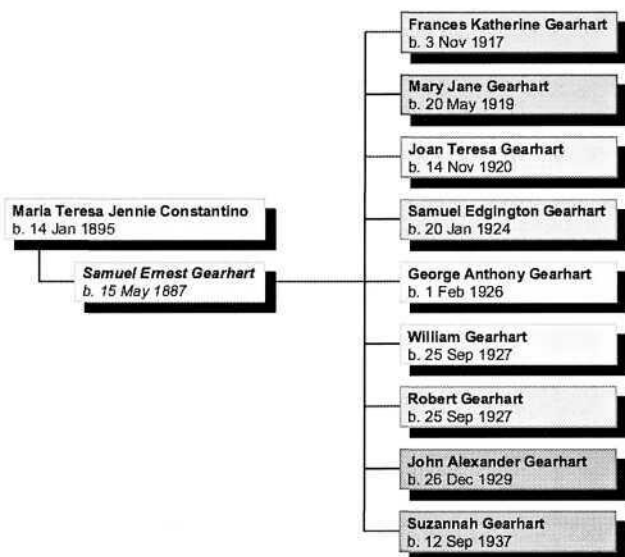 Frances Katherine Gearhart
b. 3 Nov 1917
Mary Jane Gearhart
b. 20 May 1919
Joan Teresa Gearhart
b. 14 Nov 1920
Maria Teresa Jennie Constantino
b. 14 Jan 1895
Samuel Edgington Gearhart
b. 20 Jan 1924
Samuel Ernest Gearhart
b. 15 May 1887
George Anthony Gearhart
b. 1 Feb 1926
William Gearhart
b. 25 Sep 1927
Robert Gearhart
b. 25 Sep 1927
John Alexander Gearhart
b. 26 Dec 1929
Suzannah Gearhart
b. 12 Sep 1937